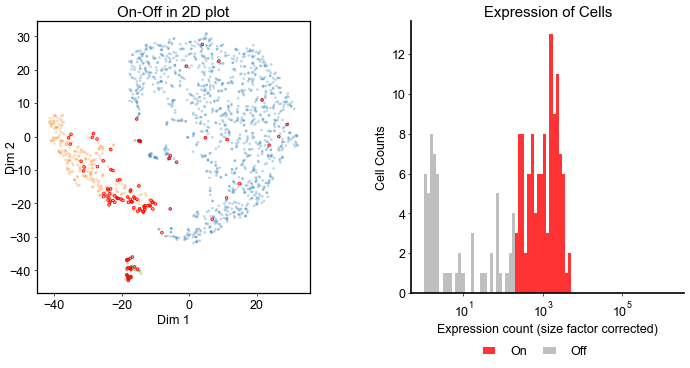 On-Off in 2D plot
30
20
10
0
−10
−20
−30
−40
Dim 2
−40
−20
0
20
Dim 1
Expression of Cells
12
10
8
6
4
2
0
Cell Counts
10^1
10^3
10^5
Expression count (size factor corrected)
On
Off